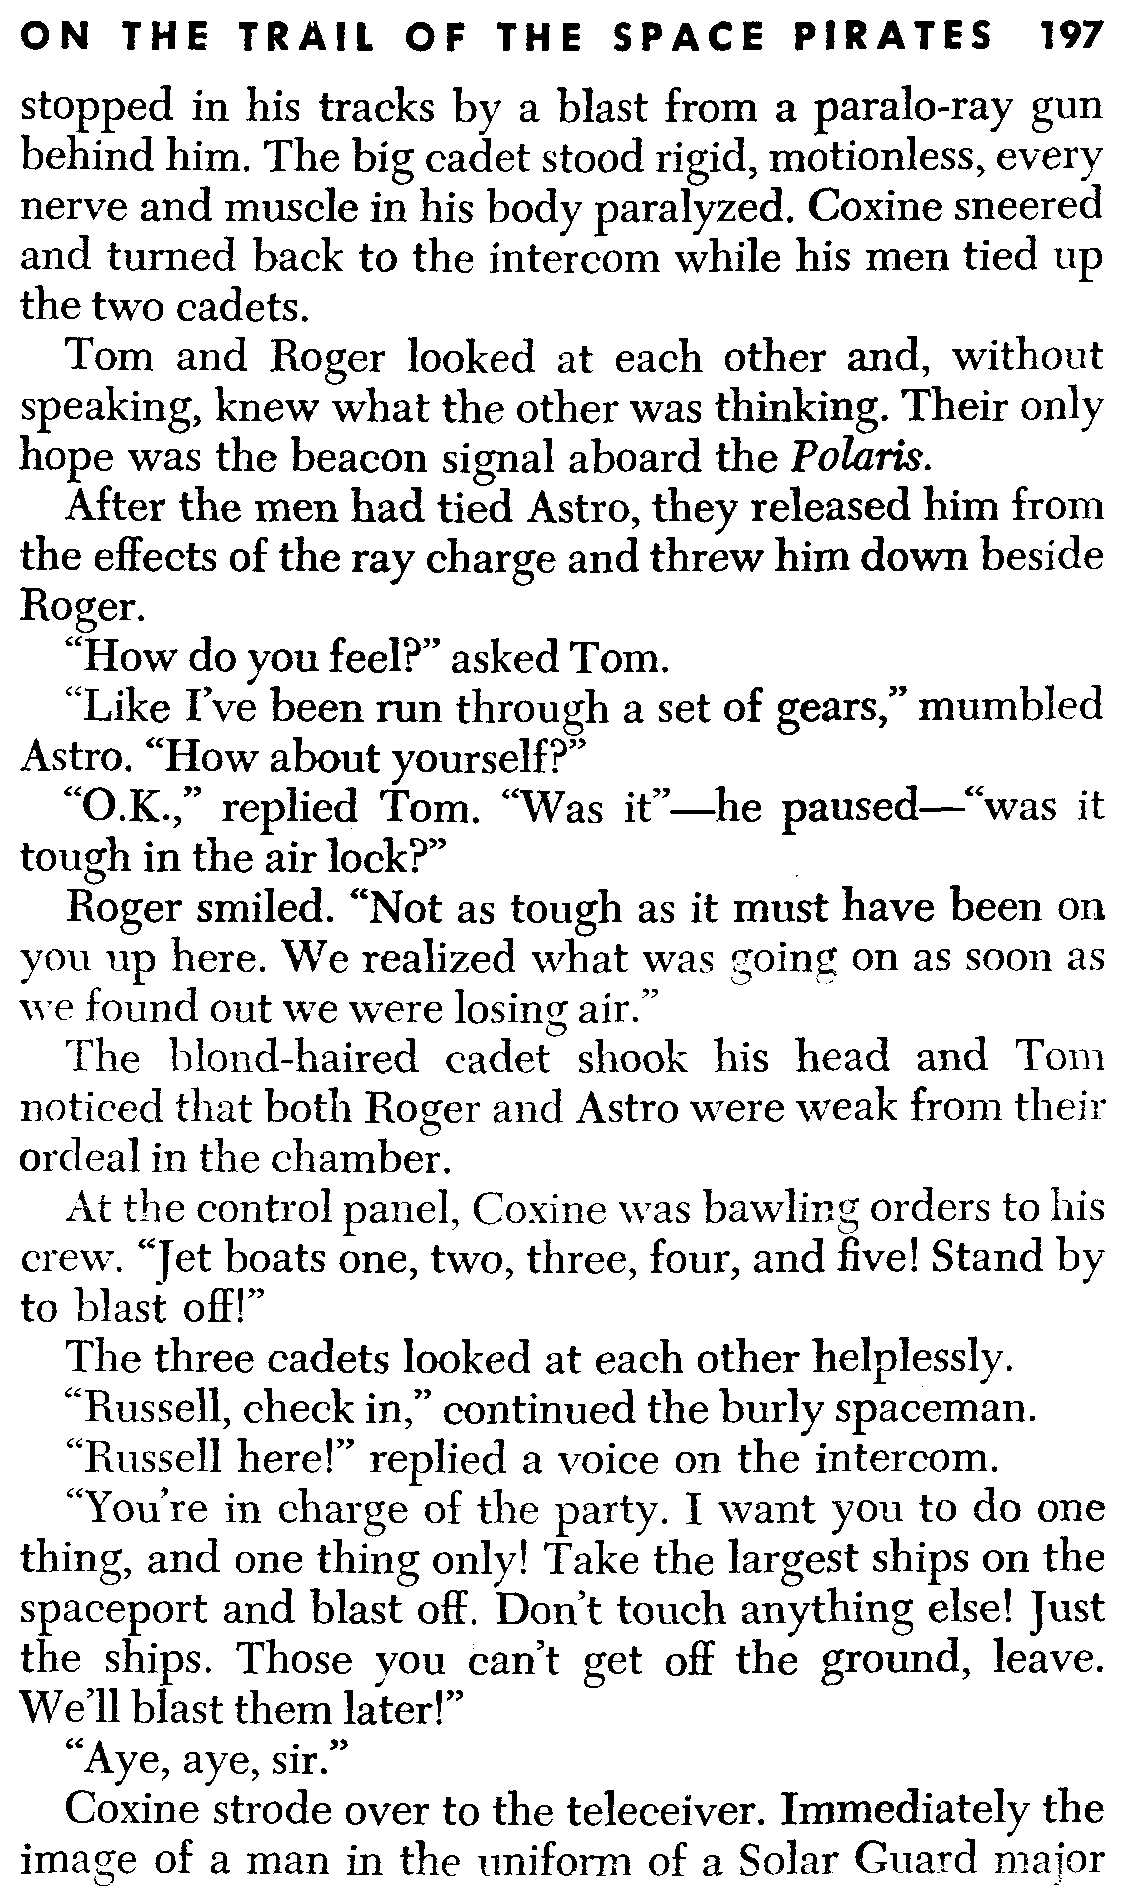 ON THE TRAIL OF THE SPACE PIRATES 197
stopped in his tracks by a blast from a paralo-ray gun
behind him. The big cadet stood rigid, motionless, every
nerve and muscle in his body paralyzed. Coxine sneered
and turned back to the intercom while his men tied up
the two cadets.
Tom and Roger looked at each other and, without
speaking, knew what the other was thinking. Their only
hope was the beacon signal aboard the Polaris.
After the men had tied Astro, they released him from
the effects of the ray charge and threw him down beside
Roger.
“How do you feel?” asked Tom.
“Like I’ve been run through a set of gears,” mumbled
Astro. “How about yourself?”
“O.K.,” replied Tom. “Was it”—he paused—“was it
tough in the air lock?”
Roger smiled. “Not as tough as it must have been on
you up here. We realized what was going on as soon as
we found out we were losing air.”
The blond-haired cadet shook his head and Tom
noticed that both Roger and Astro were weak from their
ordeal in the chamber.
At the control panel, Coxine was bawling orders to his
crew. “Jet boats one, two, three, four, and five! Stand by
to blast off!”
The three cadets looked at each other helplessly.
“Russell, check in,” continued the burly spaceman.
“Russell here!” replied a voice on the intercom.
“You’re in charge of the party. I want you to do one
thing, and one thing only! Take the largest ships on the
spaceport and blast off. Don’t touch anything else! Just
the ships. Those you can’t get off the ground, leave.
We’ll blast them later!”
“Aye, aye, sir.”
Coxine strode over to the teleceiver. Immediately the
image of a man in the uniform of a Solar Guard major